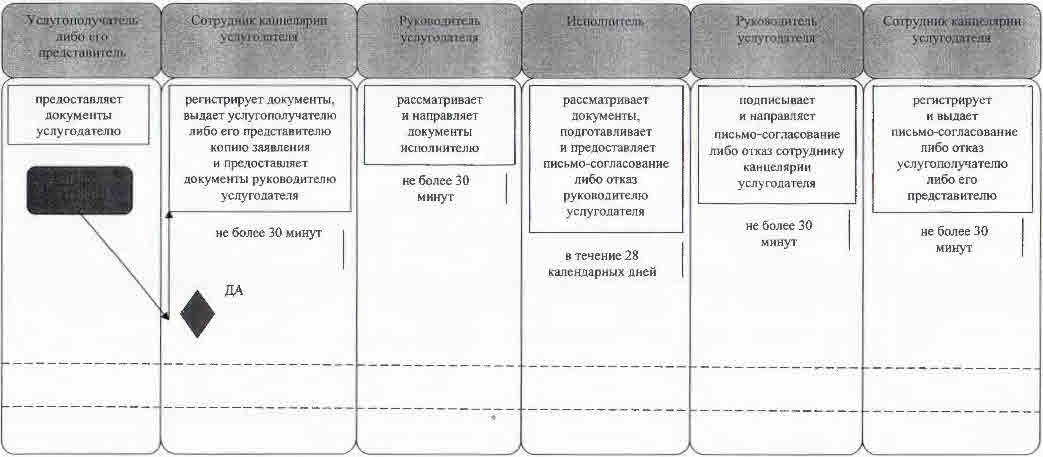 Услугополучатель
либо его
представитель
Сотрудник канцелярии
услугодателя
Руководитель
услугодателя
Исполнитель
Руководитель
услугодателя
Сотрудник канцелярии
услугодателя
предоставляет
документы
услугодателю
регистрирует документы,
выдает услугополучателю
либо его представителю
копию заявления
и предоставляет
документы руководителю
услугодателя
не более 30 минут
ДА
рассматривает
и направляет
документы
исполнителю
не более 30
минут
рассматривает
документы,
подготавливает
и предоставляет
письмо-согласование
либо отказ
руководителю
услугодателя
в течение 28
календарных дней
подписывает
и направляет
письмо-согласование
либо отказ сотруднику
канцелярии
услугодателя
не более 30
минут
регистрирует
и выдает
письмо-согласование
либо отказ
услугополучателю
либо его
представителю
не более 30
минут